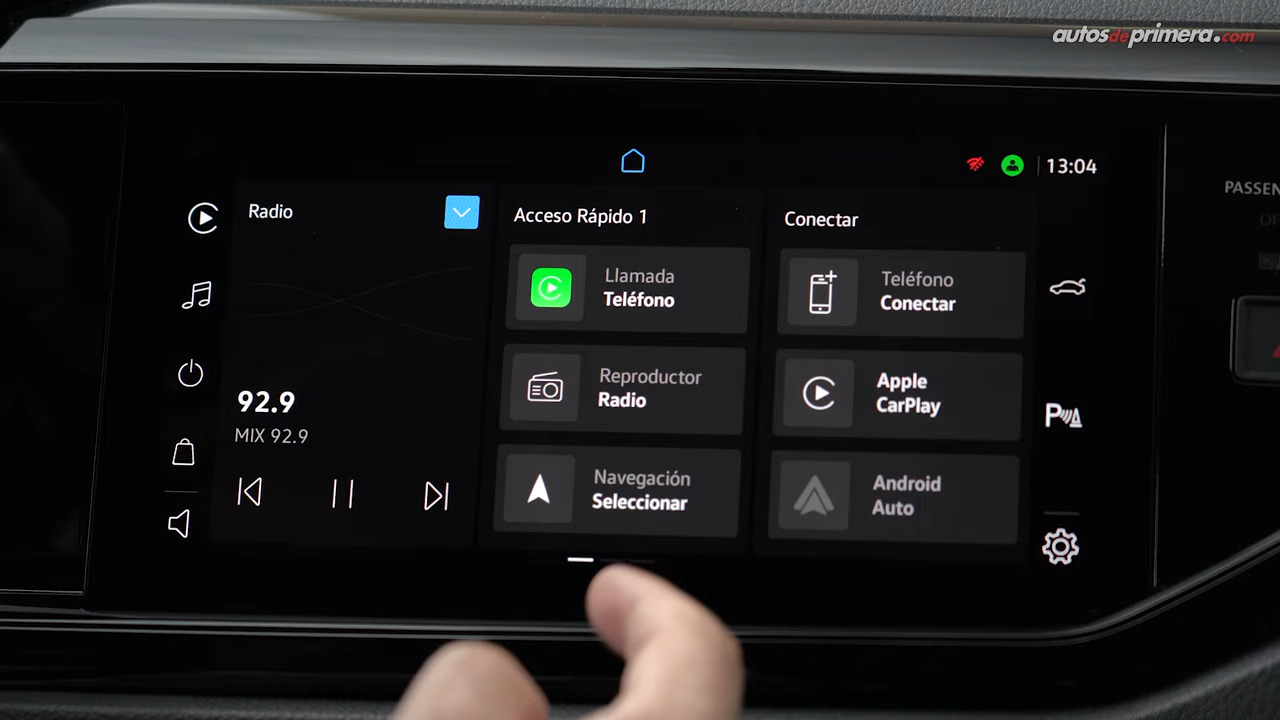 autosdeprimera.com
13:04
PASSEN
Radio
92.9
MIX 92.9
Acceso Rápido 1
Llamada
Teléfono
Reproductor
Radio
Navegación
Seleccionar
Conectar
Teléfono
Conectar
Apple
CarPlay
Android
Auto
P